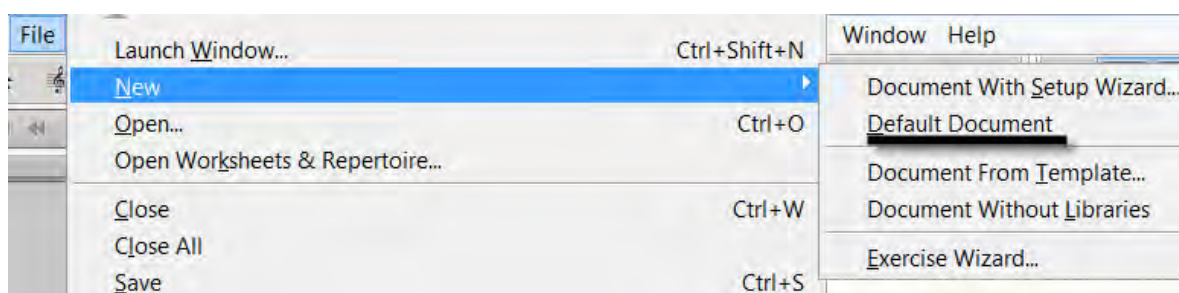 File
Launch Window... Ctrl+Shift+N
New
Open... Ctrl+O
Open Worksheets & Repertoire...
Close Ctrl+W
Close All
Save Ctrl+S
Window Help
Document With Setup Wizard...
Default Document
Document From Template...
Document Without Libraries
Exercise Wizard...